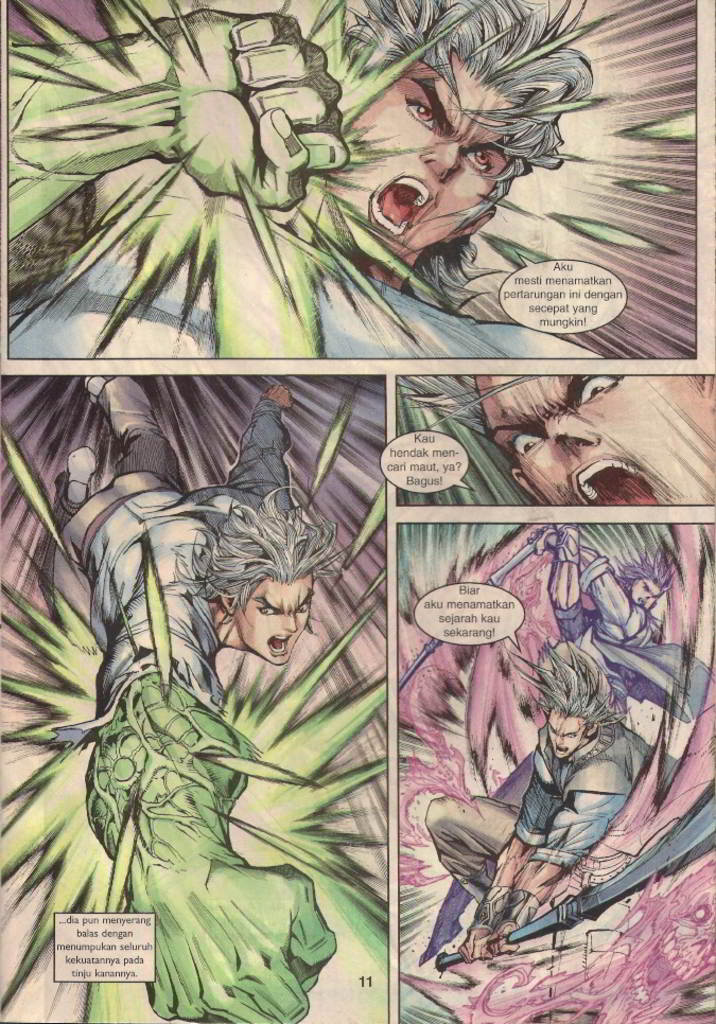 Aku
mesti menamatkan
pertarungan ini dengan
secepat yang
mungkin!
Kau
hendak men-
cari maut, ya?
Bagus!
Biar
aku menamatkan
sejarah kau
sekarang!
...dia pun menyerang
balas dengan
menumpukan seluruh
kekuatannya pada
tinju kanannya.
11